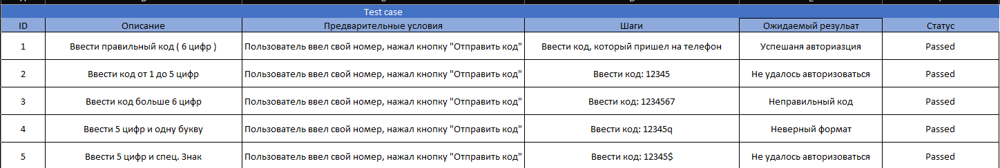 Test case
ID Описание Предварительные условия Шаги Ожидаемый резульат Статус
1 Ввести правильный код ( 6 цифр ) Пользователь ввел свой номер, нажал кнопку "Отправить код" Ввести код, который пришел на телефон Успешаня авториазция Passed
2 Ввести код от 1 до 5 цифр Пользователь ввел свой номер, нажал кнопку "Отправить код" Ввести код: 12345 Не удалось авторизоваться Passed
3 Ввести код больше 6 цифр Пользователь ввел свой номер, нажал кнопку "Отправить код" Ввести код: 1234567 Неправильный код Passed
4 Ввести 5 цифр и одну букву Пользователь ввел свой номер, нажал кнопку "Отправить код" Ввести код: 12345q Неверный формат Passed
5 Ввести 5 цифр и спец. Знак Пользователь ввел свой номер, нажал кнопку "Отправить код" Ввести код: 12345$ Не удалось авторизоваться Passed